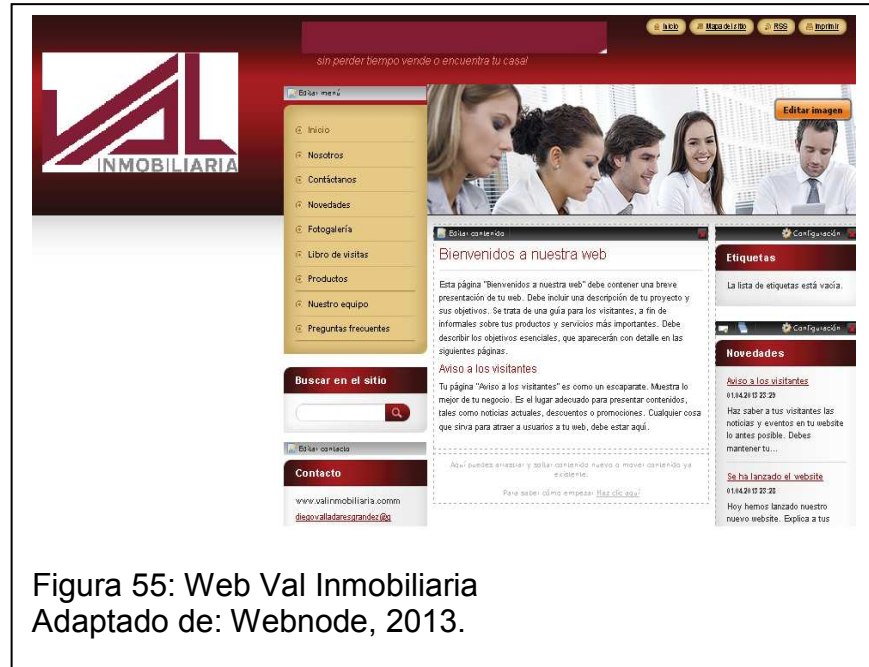 Inicio
Mapa del sitio
RSS
Imprimir
sin perder tiempo vende o encuentra tu casa!
VAL
INMOBILIARIA
Editar menú
Inicio
Nosotros
Contáctanos
Novedades
Fotogalería
Libro de visitas
Productos
Nuestro equipo
Preguntas frecuentes
Buscar en el sitio
Editar contacto
Contacto
www.valinmobiliaria.comm
diegovalladaresgrandez@g
Editar imagen
Editar contenido
Bienvenidos a nuestra web
Esta página "Bienvenidos a nuestra web" debe contener una breve
presentación de tu web. Debe incluir una descripción de tu proyecto y
sus objetivos. Se trata de una guía para los visitantes, a fin de
informales sobre tus productos y servicios más importantes. Debe
describir los objetivos esenciales, que aparecerán con detalle en las
siguientes páginas.
Aviso a los visitantes
Tu página "Aviso a los visitantes" es como un escaparate. Muestra lo
mejor de tu negocio. Es el lugar adecuado para presentar contenidos,
tales como noticias actuales, descuentos o promociones. Cualquier cosa
que sirva para atraer a usuarios a tu web, debe estar aquí.
Aquí puedes arrastrar y soltar contenido nuevo o mover contenido ya
existente.
Para saber cómo empezar Haz clic aquí
Configuración
Etiquetas
La lista de etiquetas está vacía.
Configuración
Novedades
Aviso a los visitantes
01.04.2013 23:28
Haz saber a tus visitantes las
noticias y eventos en tu website
lo antes posible. Debes
mantener tu...
Se ha lanzado el website
01.04.2013 23:28
Hoy hemos lanzado nuestro
nuevo website. Explica a tus
Figura 55: Web Val Inmobiliaria
Adaptado de: Webnode, 2013.